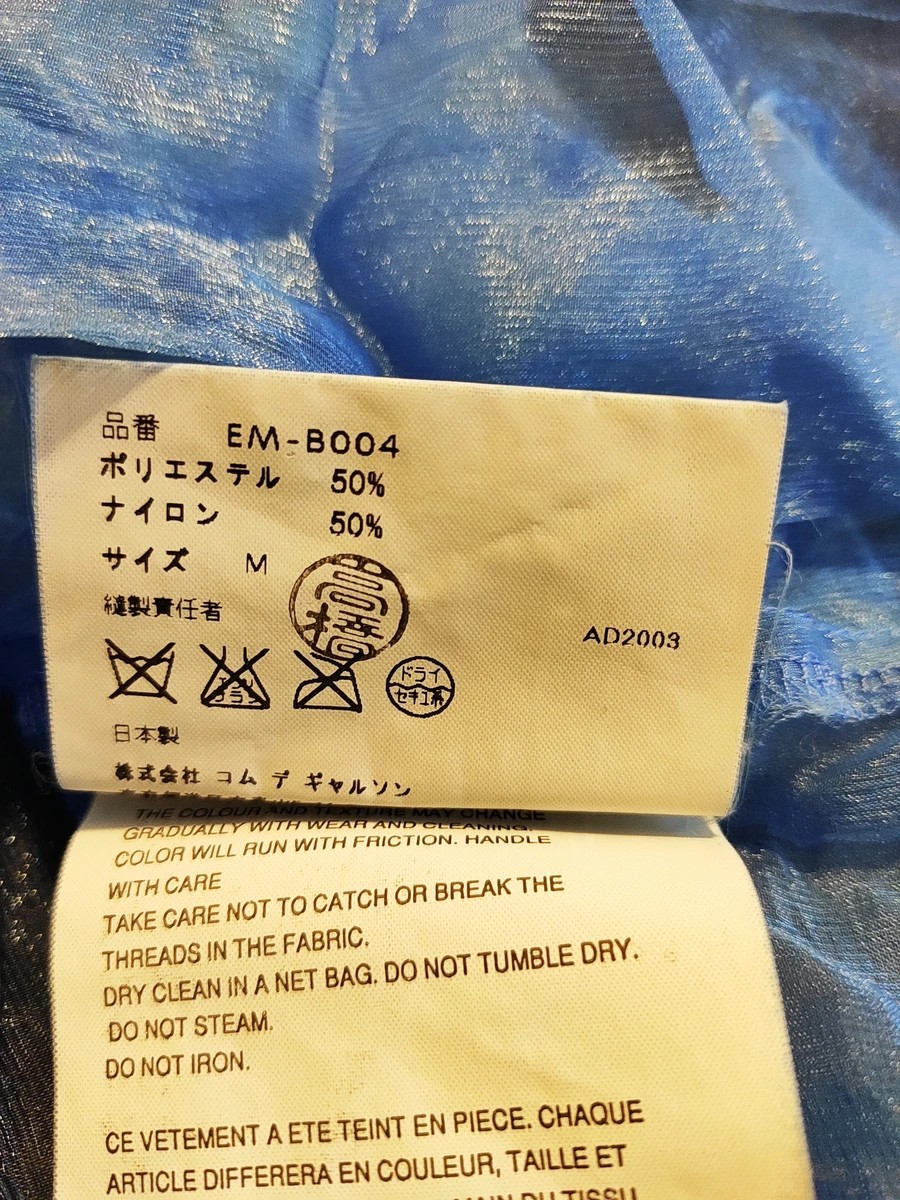 品番 EM-B004
ポリエステル 50%
ナイロン 50%
サイズ M
縫製責任者 高橋
AD2003
ドライ
セキユ系
日本製
株式会社 コム デ ギャルソン
THE COLOUR AND TEXTURE MAY CHANGE
GRADUALLY WITH WEAR AND CLEANING.
COLOR WILL RUN WITH FRICTION. HANDLE
WITH CARE
TAKE CARE NOT TO CATCH OR BREAK THE
THREADS IN THE FABRIC.
DRY CLEAN IN A NET BAG. DO NOT TUMBLE DRY.
DO NOT STEAM.
DO NOT IRON.
CE VETEMENT A ETE TEINT EN PIECE. CHAQUE
ARTICLE DIFFERERA EN COULEUR, TAILLE ET
MAIN DU TISSU